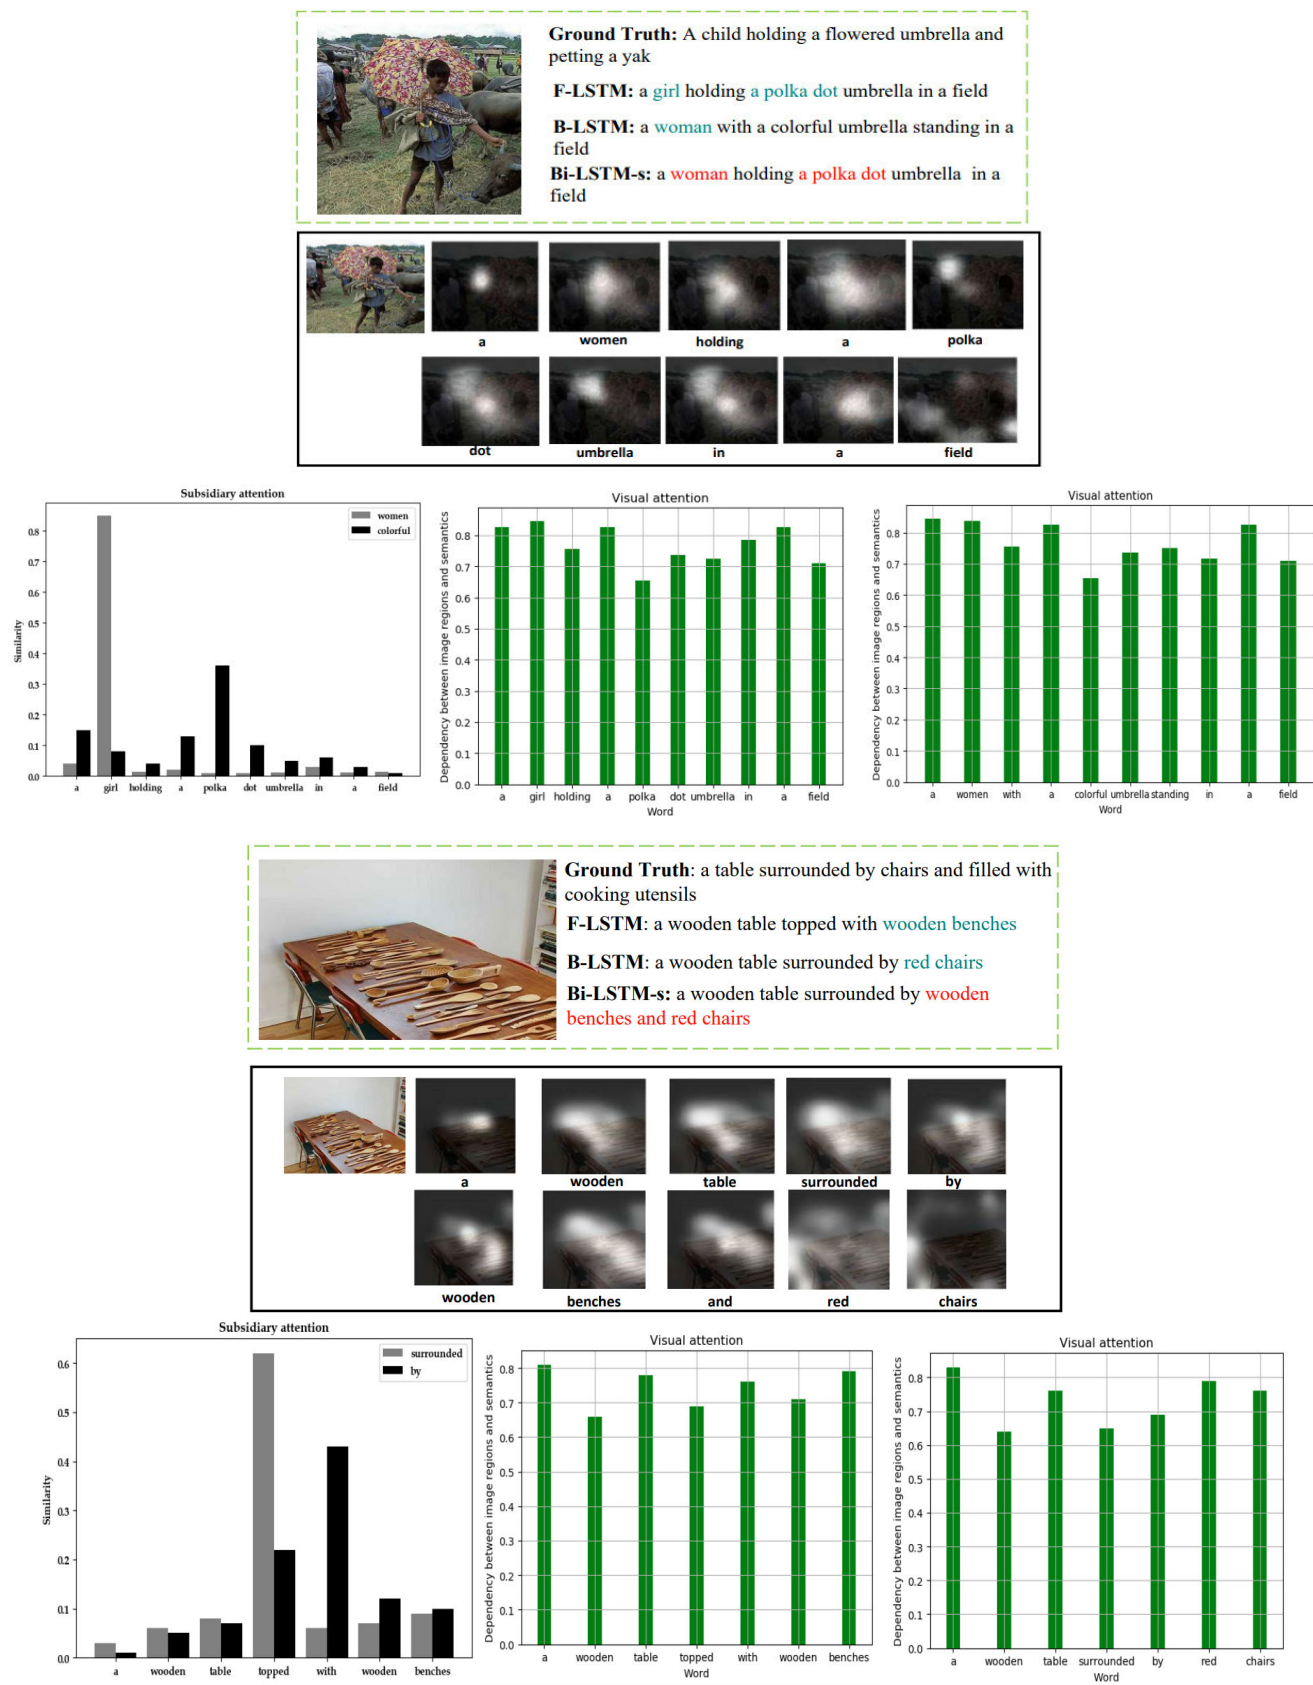 Ground Truth: A child holding a flowered umbrella and
petting a yak
F-LSTM: a girl holding a polka dot umbrella in a field
B-LSTM: a woman with a colorful umbrella standing in a
field
Bi-LSTM-s: a woman holding a polka dot umbrella in a
field
a women holding a polka
dot umbrella in a field
Subsidiary attention
women
colorful
Similarity
0.8
0.7
0.6
0.5
0.4
0.3
0.2
0.1
0.0
a girl holding a polka dot umbrella in a field
Visual attention
Dependency between image regions and semantics
0.8
0.7
0.6
0.5
0.4
0.3
0.2
0.1
0.0
a girl holding a polka dot umbrella in a field
Word
Visual attention
Dependency between image regions and semantics
0.8
0.7
0.6
0.5
0.4
0.3
0.2
0.1
0.0
a women with a colorful umbrella standing in a field
Word
Ground Truth: a table surrounded by chairs and filled with
cooking utensils
F-LSTM: a wooden table topped with wooden benches
B-LSTM: a wooden table surrounded by red chairs
Bi-LSTM-s: a wooden table surrounded by wooden
benches and red chairs
a wooden table surrounded by
wooden benches and red chairs
Subsidiary attention
surrounded
by
Similarity
0.6
0.5
0.4
0.3
0.2
0.1
0.0
a wooden table topped with wooden benches
Visual attention
Dependency between image regions and semantics
0.8
0.7
0.6
0.5
0.4
0.3
0.2
0.1
0.0
a wooden table topped with wooden benches
Word
Visual attention
Dependency between image regions and semantics
0.8
0.7
0.6
0.5
0.4
0.3
0.2
0.1
0.0
a wooden table surrounded by red chairs
Word